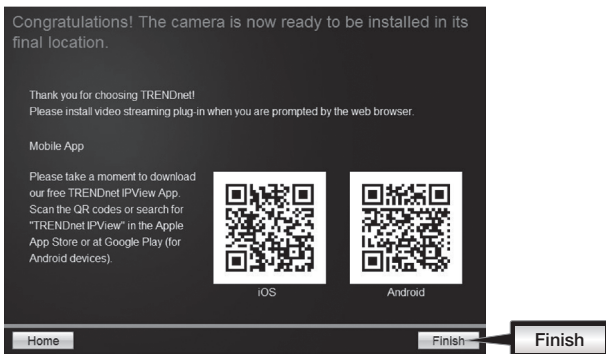 Congratulations! The camera is now ready to be installed in its
final location.
Thank you for choosing TRENDnet!
Please install video streaming plug-in when you are prompted by the web browser.
Mobile App
Please take a moment to download
our free TRENDnet IPView App.
Scan the QR codes or search for
"TRENDnet IPView" in the Apple
App Store or at Google Play (for
Android devices).
iOS
Android
Home
Finish
Finish